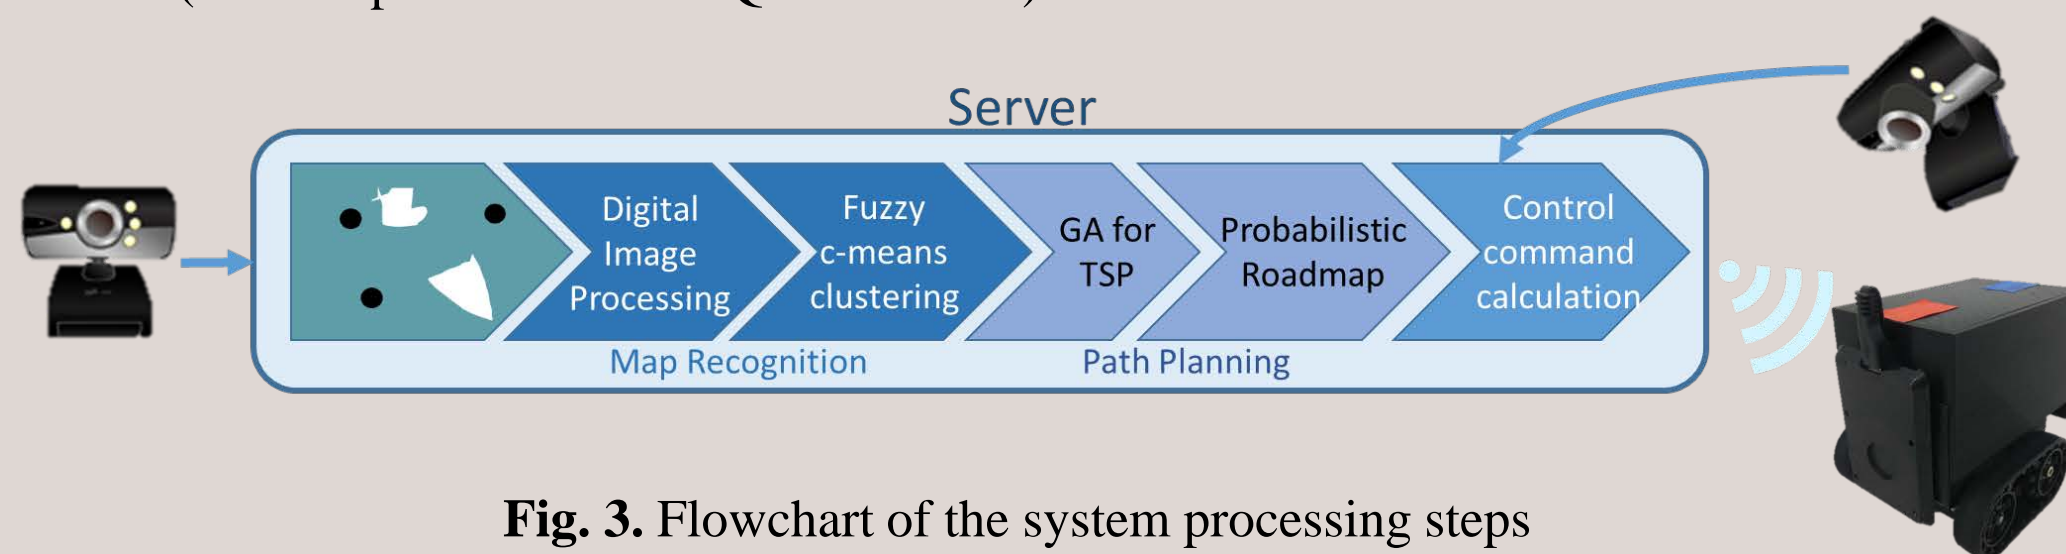 Server
Digital
Image
Processing
Fuzzy
c-means
clustering
GA for
TSP
Probabilistic
Roadmap
Control
command
calculation
Map Recognition
Path Planning
Fig. 3. Flowchart of the system processing steps